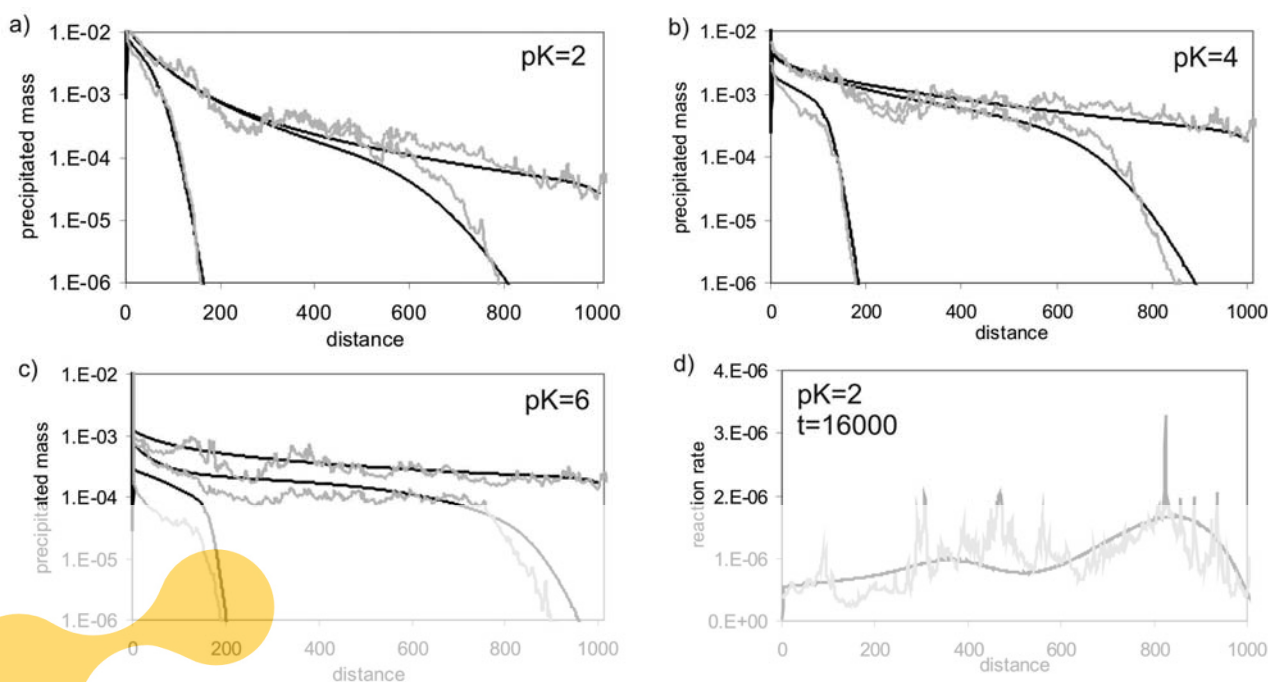 a)
pK=2
1.E-02
1.E-03
1.E-04
1.E-05
1.E-06
precipitated mass
0 200 400 600 800 1000
distance
b)
pK=4
1.E-02
1.E-03
1.E-04
1.E-05
1.E-06
precipitated mass
0 200 400 600 800 1000
distance
c)
pK=6
1.E-02
1.E-03
1.E-04
1.E-05
1.E-06
precipitated mass
0 200 400 600 800 1000
distance
d)
pK=2
t=16000
4.E-06
3.E-06
2.E-06
1.E-06
0.E+00
reaction rate
0 200 400 600 800 1000
distance